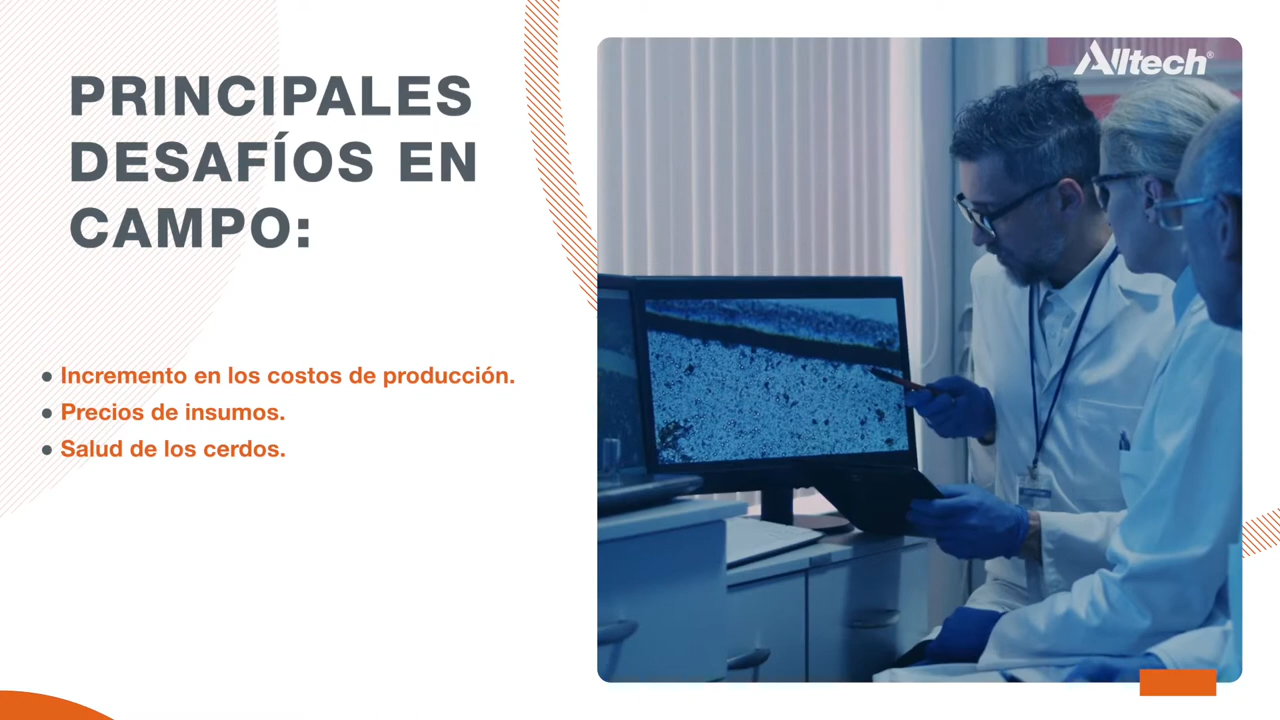 PRINCIPALES
DESAFÍOS EN
CAMPO:
● Incremento en los costos de producción.
● Precios de insumos.
● Salud de los cerdos.
Alltech®